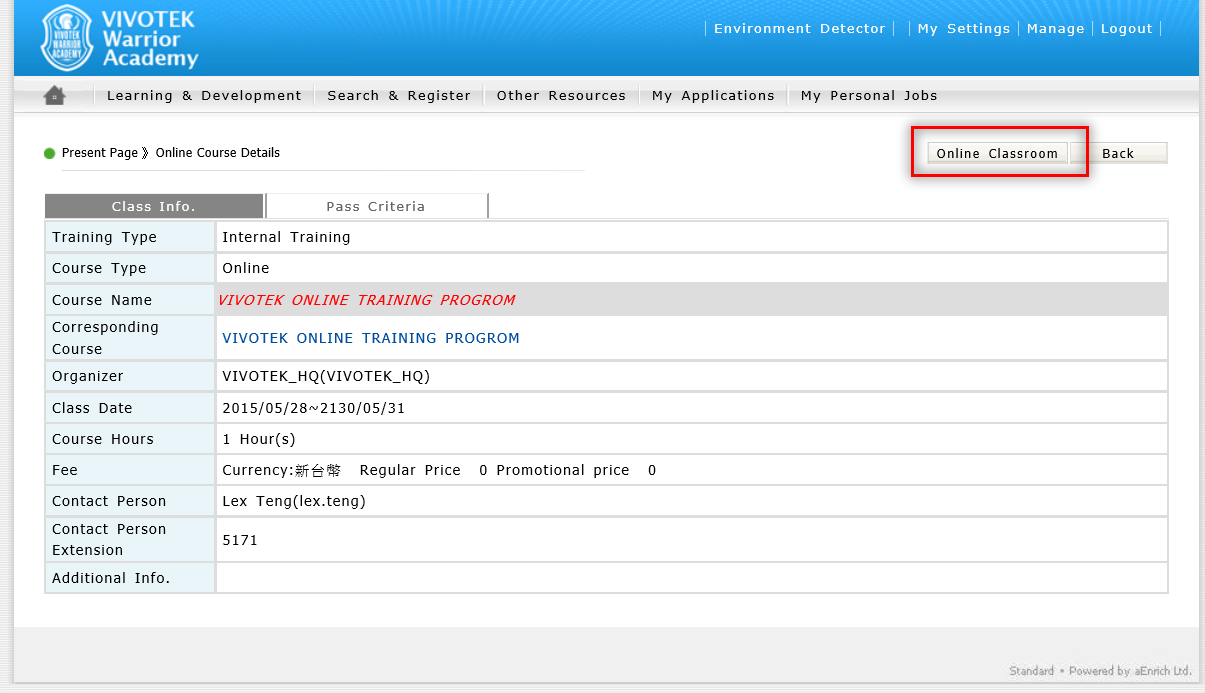 VIVOTEK
Warrior
Academy
VIVOTEK
WARRIOR
ACADEMY
Environment Detector
My Settings
Manage
Logout
Learning & Development
Search & Register
Other Resources
My Applications
My Personal Jobs
Present Page 》 Online Course Details
Online Classroom
Back
Class Info.
Pass Criteria
Training Type
Internal Training
Course Type
Online
Course Name
VIVOTEK ONLINE TRAINING PROGROM
Corresponding
Course
VIVOTEK ONLINE TRAINING PROGROM
Organizer
VIVOTEK_HQ(VIVOTEK_HQ)
Class Date
2015/05/28~2130/05/31
Course Hours
1 Hour(s)
Fee
Currency:新台幣 Regular Price 0 Promotional price 0
Contact Person
Lex Teng(lex.teng)
Contact Person
Extension
5171
Additional Info.
Standard • Powered by aEnrich Ltd.